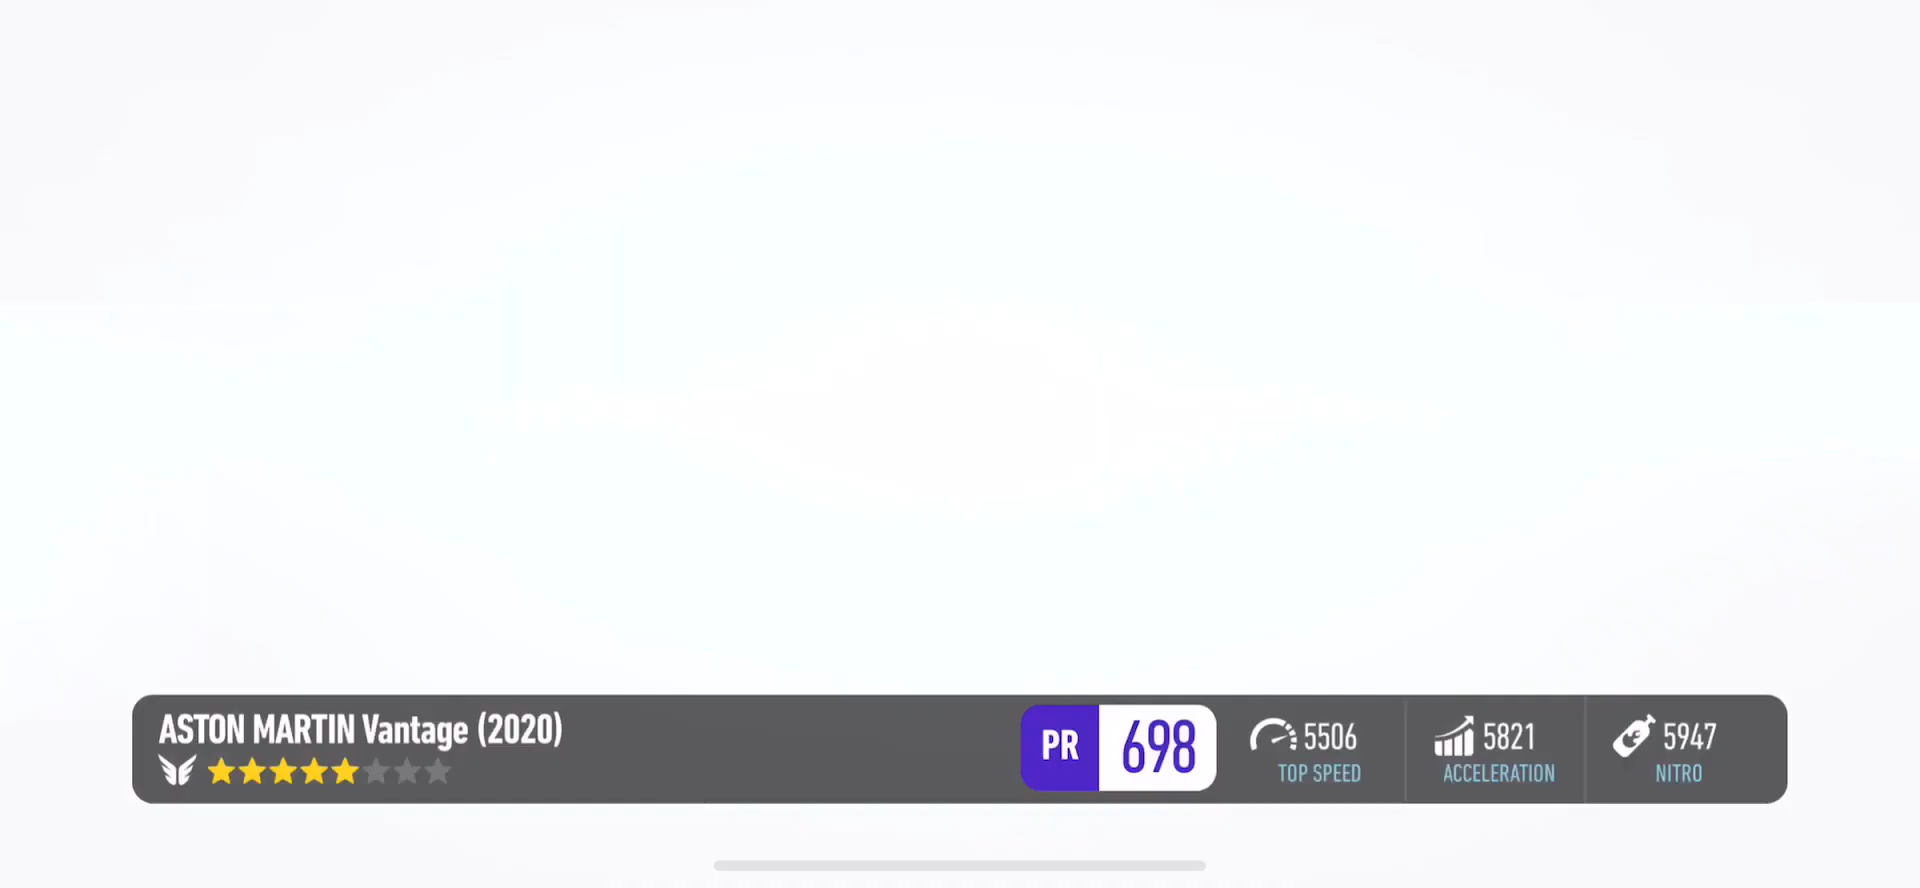 ASTON MARTIN Vantage (2020)
PR 698
5506
TOP SPEED
5821
ACCELERATION
5947
NITRO